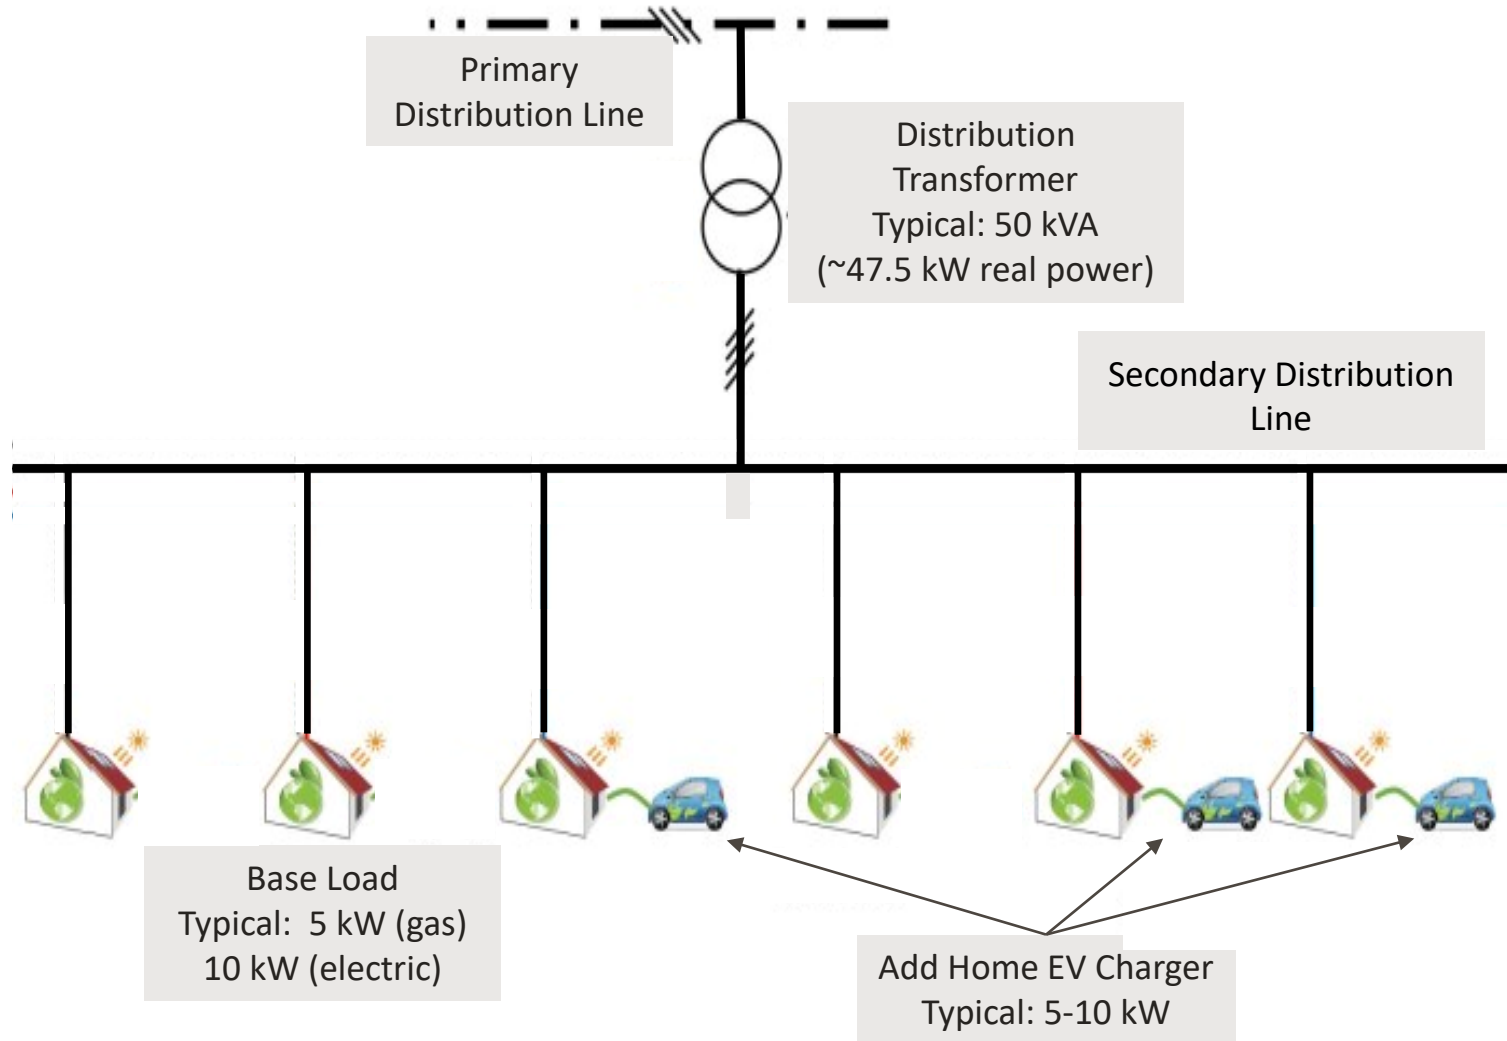 Primary
Distribution Line
Distribution
Transformer
Typical: 50 kVA
(~47.5 kW real power)
Secondary Distribution
Line
Base Load
Typical:  5 kW (gas)
10 kW (electric)
Add Home EV Charger
Typical: 5-10 kW